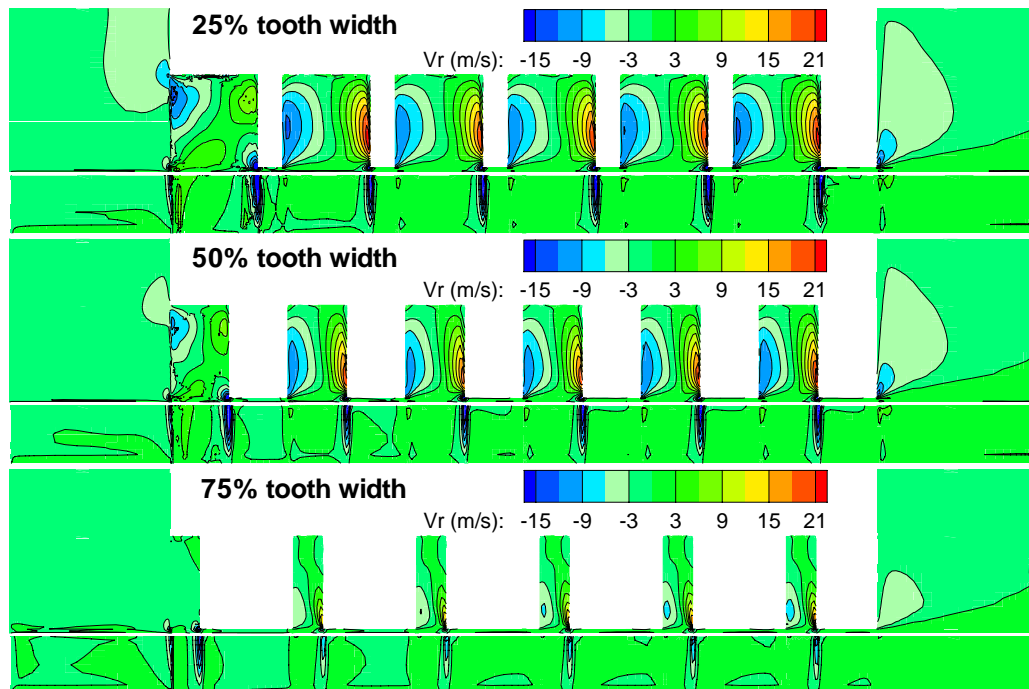 25% tooth width
Vr (m/s): -15 -9 -3 3 9 15 21
50% tooth width
Vr (m/s): -15 -9 -3 3 9 15 21
75% tooth width
Vr (m/s): -15 -9 -3 3 9 15 21